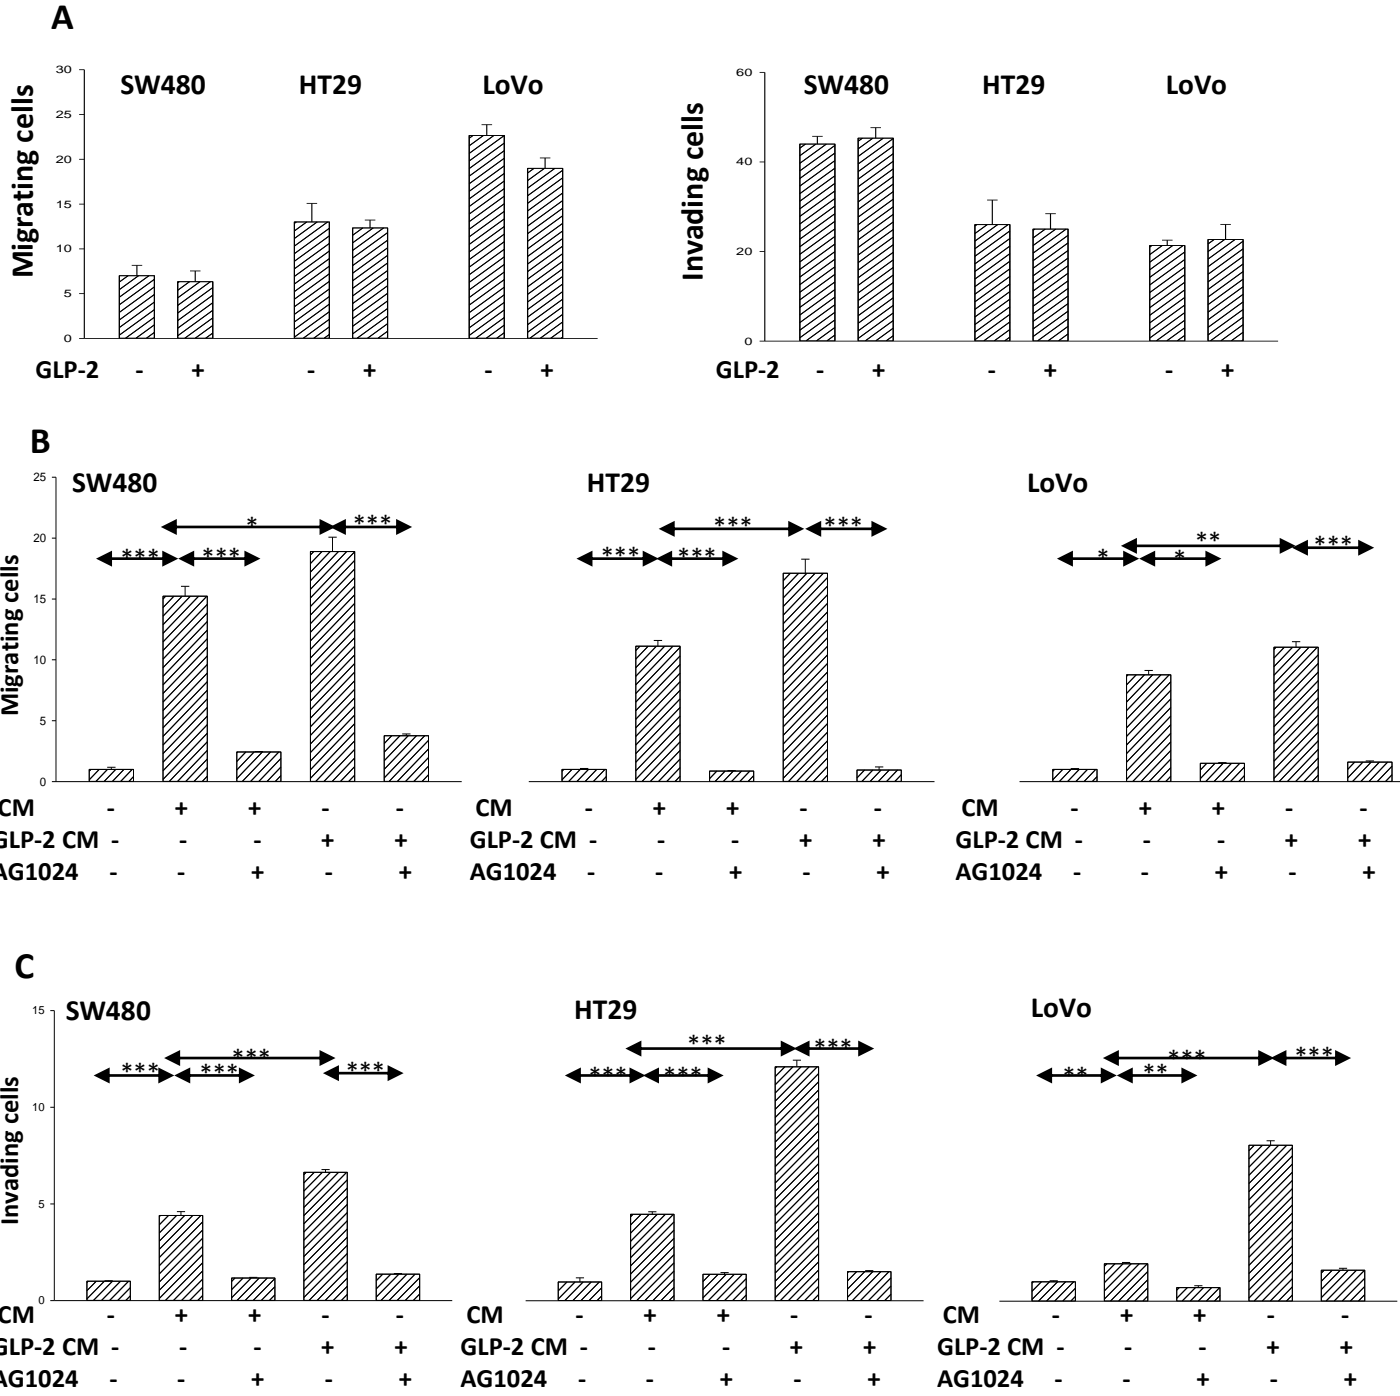 A
SW480 HT29 LoVo
30
25
20
15
10
5
0
Migrating cells
GLP-2 - + - + - +
SW480 HT29 LoVo
60
40
20
0
Invading cells
GLP-2 - + - + - +
B
SW480 HT29 LoVo
25
20
15
10
5
0
Migrating cells
* *** *** ***
*** *** *** ***
** *** * *
CM - + + - - CM - + + - - CM - + + - -
GLP-2 CM - - - + + GLP-2 CM - - - + + GLP-2 CM - - - + +
AG1024 - - + - + AG1024 - - + - + AG1024 - - + - +
C
SW480 HT29 LoVo
15
10
5
0
Invading cells
*** *** *** ***
*** *** *** ***
*** *** ** **
CM - + + - - CM - + + - - CM - + + - -
GLP-2 CM - - - + + GLP-2 CM - - - + + GLP-2 CM - - - + +
AG1024 - - + - + AG1024 - - + - + AG1024 - - + - +